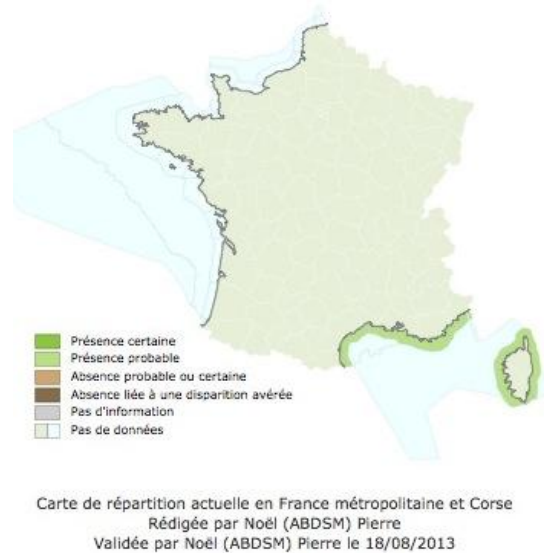 Présence certaine
Présence probable
Absence probable ou certaine
Absence liée à une disparition avérée
Pas d'information
Pas de données
Carte de répartition actuelle en France métropolitaine et Corse
Rédigée par Noël (ABDSM) Pierre
Validée par Noël (ABDSM) Pierre le 18/08/2013